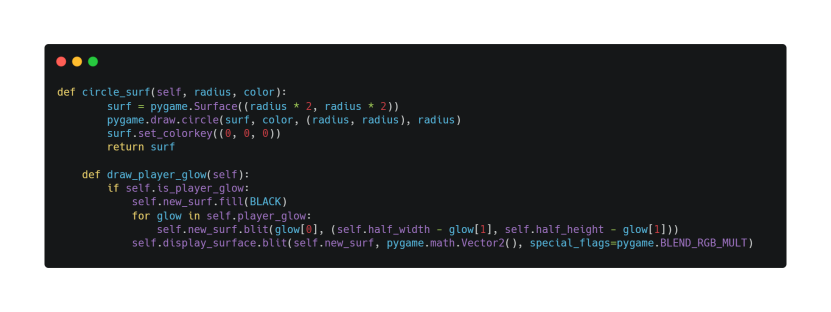 def circle_surf(self, radius, color):
        surf = pygame.Surface((radius * 2, radius * 2))
        pygame.draw.circle(surf, color, (radius, radius), radius)
        surf.set_colorkey((0, 0, 0))
        return surf

    def draw_player_glow(self):
        if self.is_player_glow:
            self.new_surf.fill(BLACK)
            for glow in self.player_glow:
                self.new_surf.blit(glow[0], (self.half_width - glow[1], self.half_height - glow[1]))
            self.display_surface.blit(self.new_surf, pygame.math.Vector2(), special_flags=pygame.BLEND_RGB_MULT)